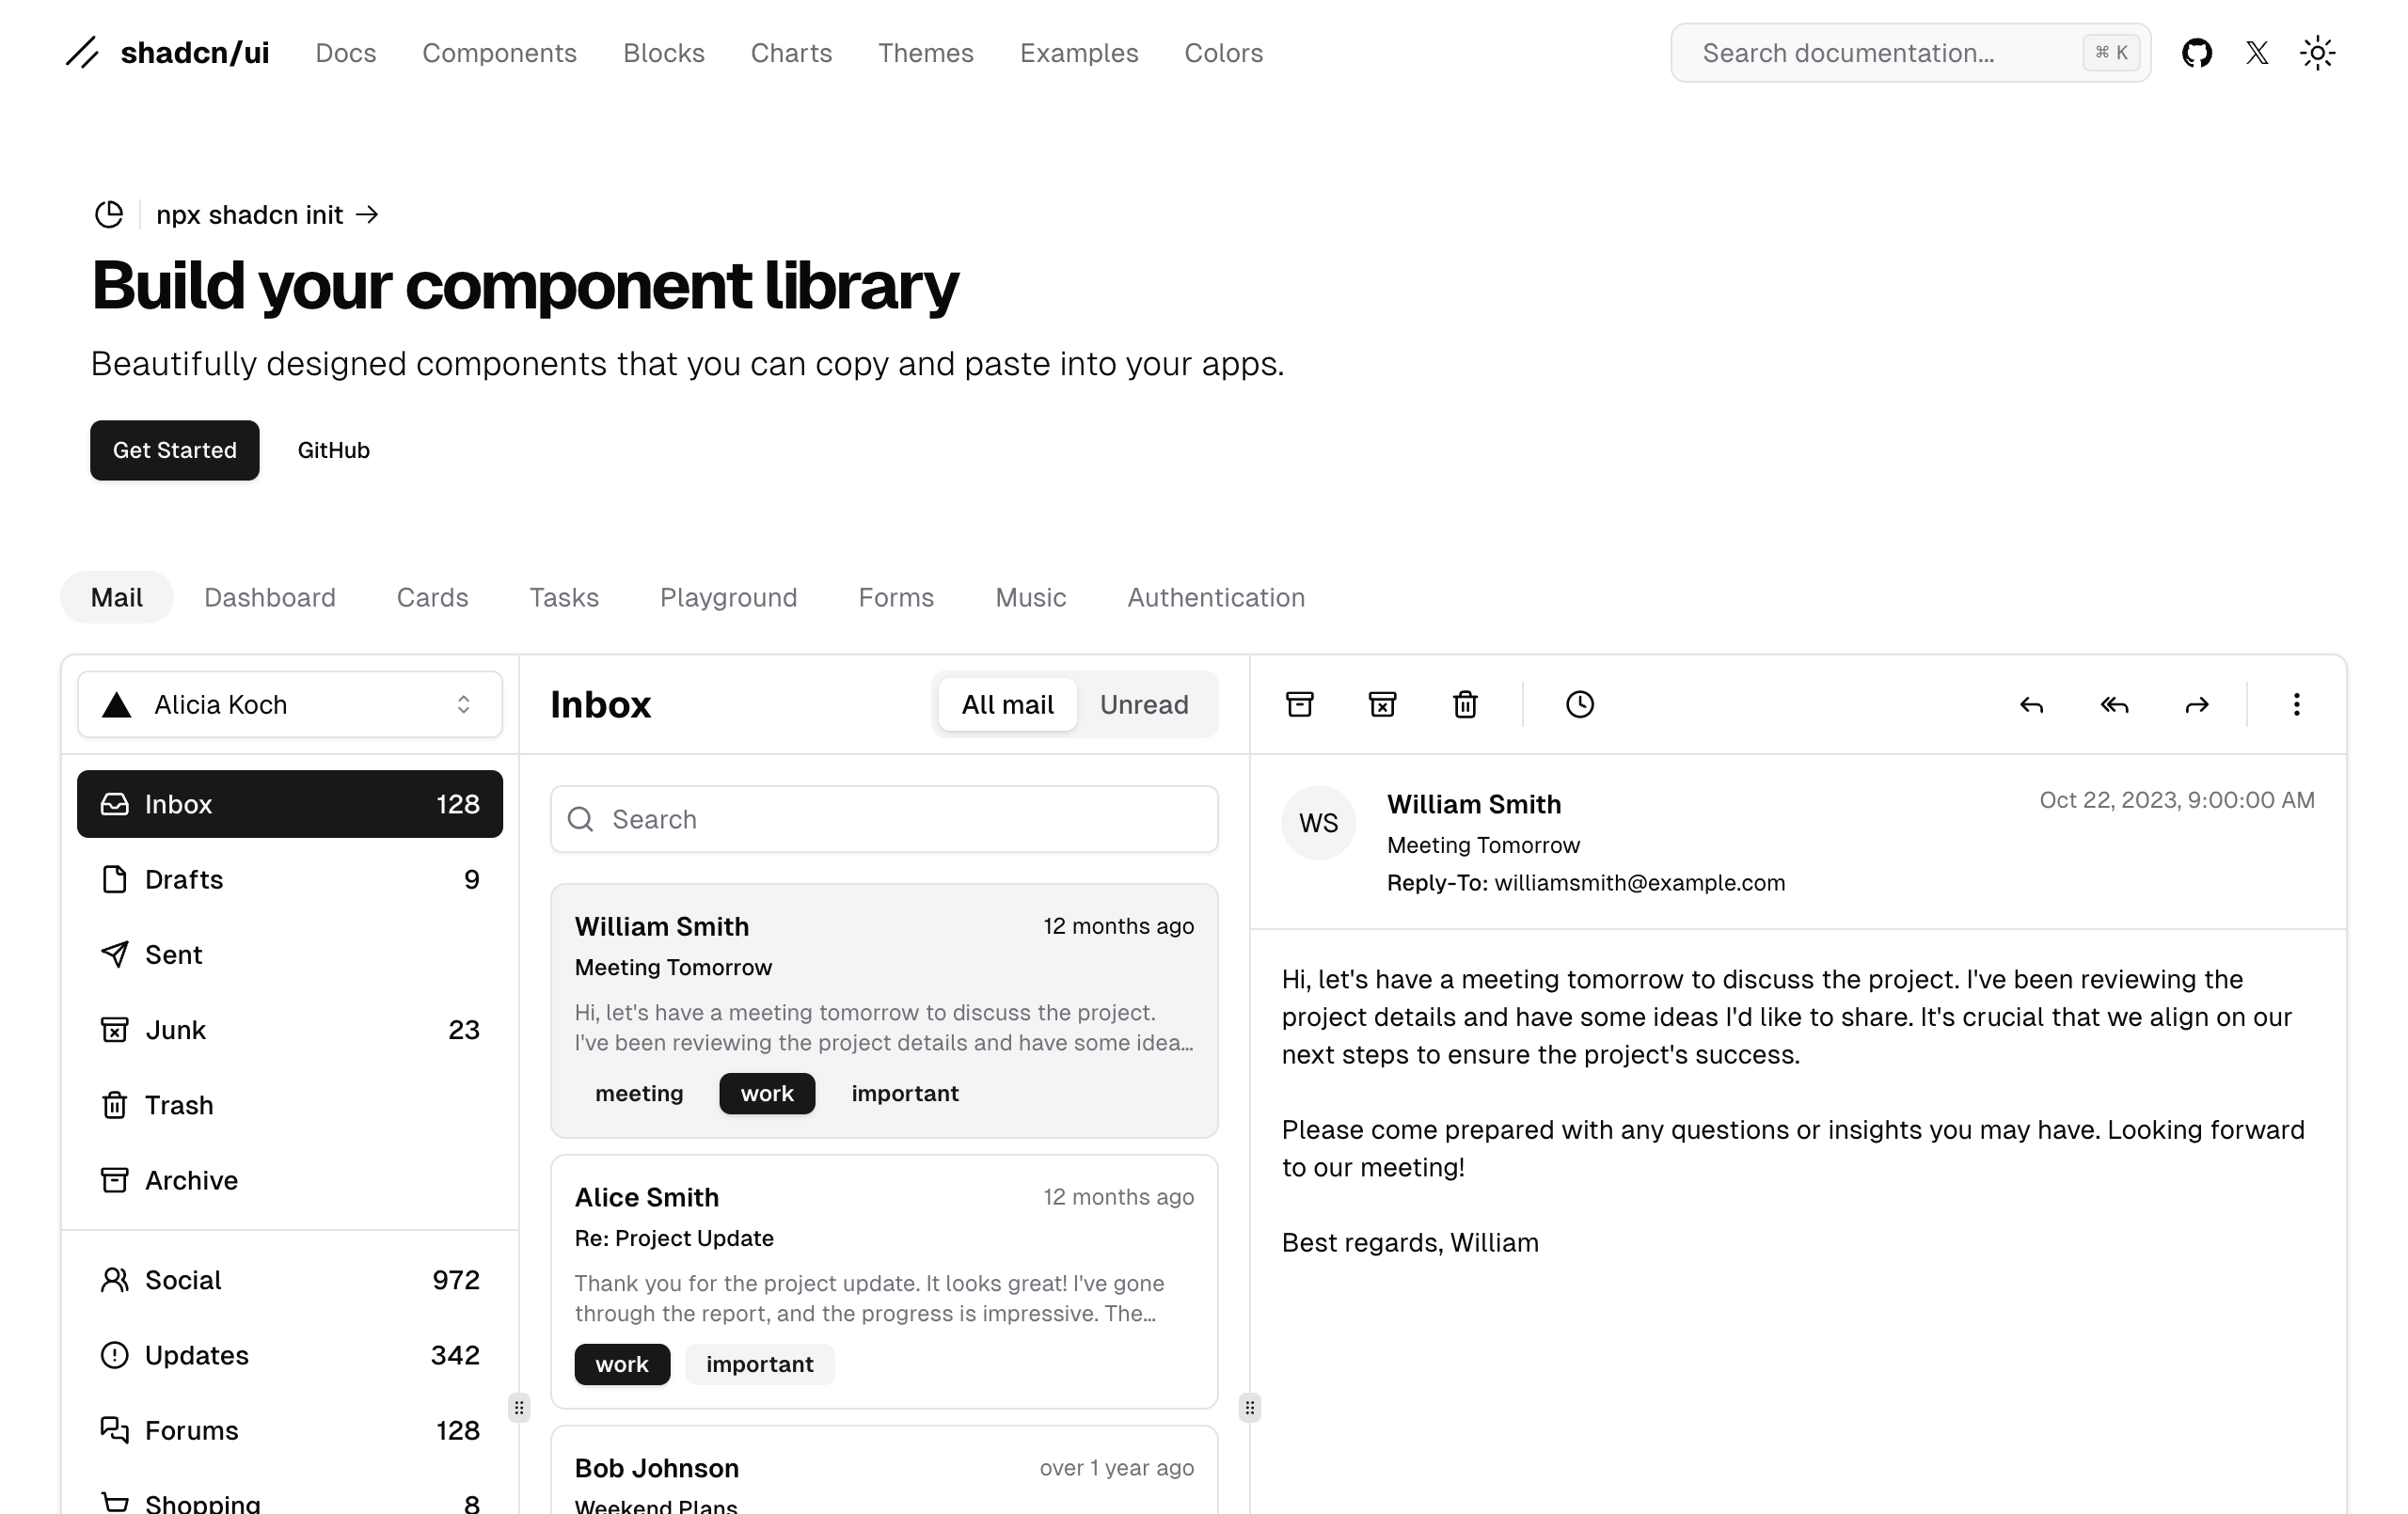 shadcn/ui Docs Components Blocks Charts Themes Examples Colors Search documentation... ⌘ K
npx shadcn init →
Build your component library
Beautifully designed components that you can copy and paste into your apps.
Get Started GitHub
Mail Dashboard Cards Tasks Playground Forms Music Authentication
Alicia Koch
Inbox 128
Drafts 9
Sent
Junk 23
Trash
Archive
Social 972
Updates 342
Forums 128
Shopping 8
Inbox All mail Unread
Search
William Smith 12 months ago
Meeting Tomorrow
Hi, let's have a meeting tomorrow to discuss the project.
I've been reviewing the project details and have some idea…
meeting work important
Alice Smith 12 months ago
Re: Project Update
Thank you for the project update. It looks great! I've gone
through the report, and the progress is impressive. The…
work important
Bob Johnson over 1 year ago
Weekend Plans
WS
William Smith Oct 22, 2023, 9:00:00 AM
Meeting Tomorrow
Reply-To: williamsmith@example.com
Hi, let's have a meeting tomorrow to discuss the project. I've been reviewing the
project details and have some ideas I'd like to share. It's crucial that we align on our
next steps to ensure the project's success.
Please come prepared with any questions or insights you may have. Looking forward
to our meeting!
Best regards, William